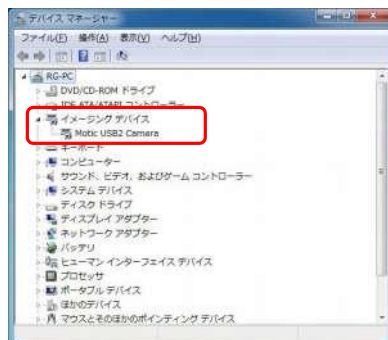 デバイス マネージャー
ファイル(F) 操作(A) 表示(V) ヘルプ(H)
RG-PC
DVD/CD-ROM ドライブ
IDE ATA/ATAPI コントローラー
イメージング デバイス
Motic USB2 Camera
キーボード
コンピューター
サウンド、ビデオ、およびゲーム コントローラー
システム デバイス
ディスク ドライブ
ディスプレイ アダプター
ネットワーク アダプター
バッテリ
ヒューマン インターフェイス デバイス
プロセッサ
ポータブル デバイス
ほかのデバイス
マウスとそのほかのポインティング デバイス